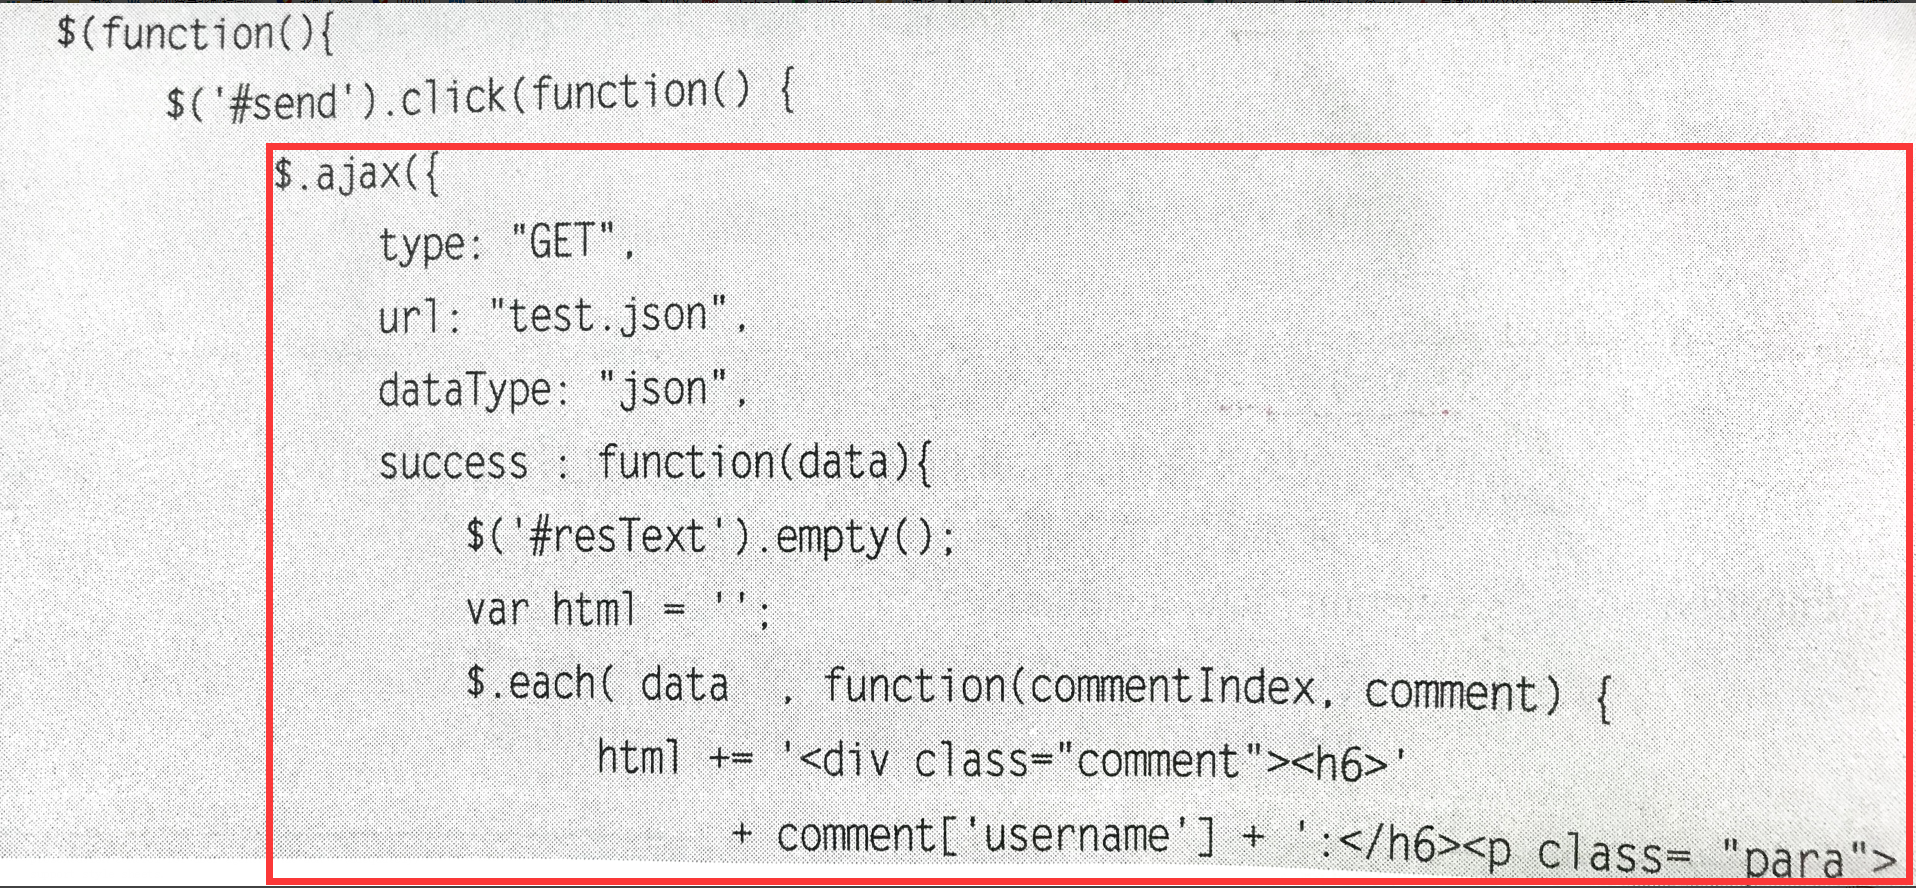 $(function(){
$('#send').click(function() {
$.ajax({
type: "GET",
url: "test.json",
dataType: "json",
success : function(data){
$('#resText').empty();
var html = '';
$.each( data , function(commentIndex, comment) {
html += '<div class="comment"><h6>'
+ comment['username'] + ':</h6><p class= "para">